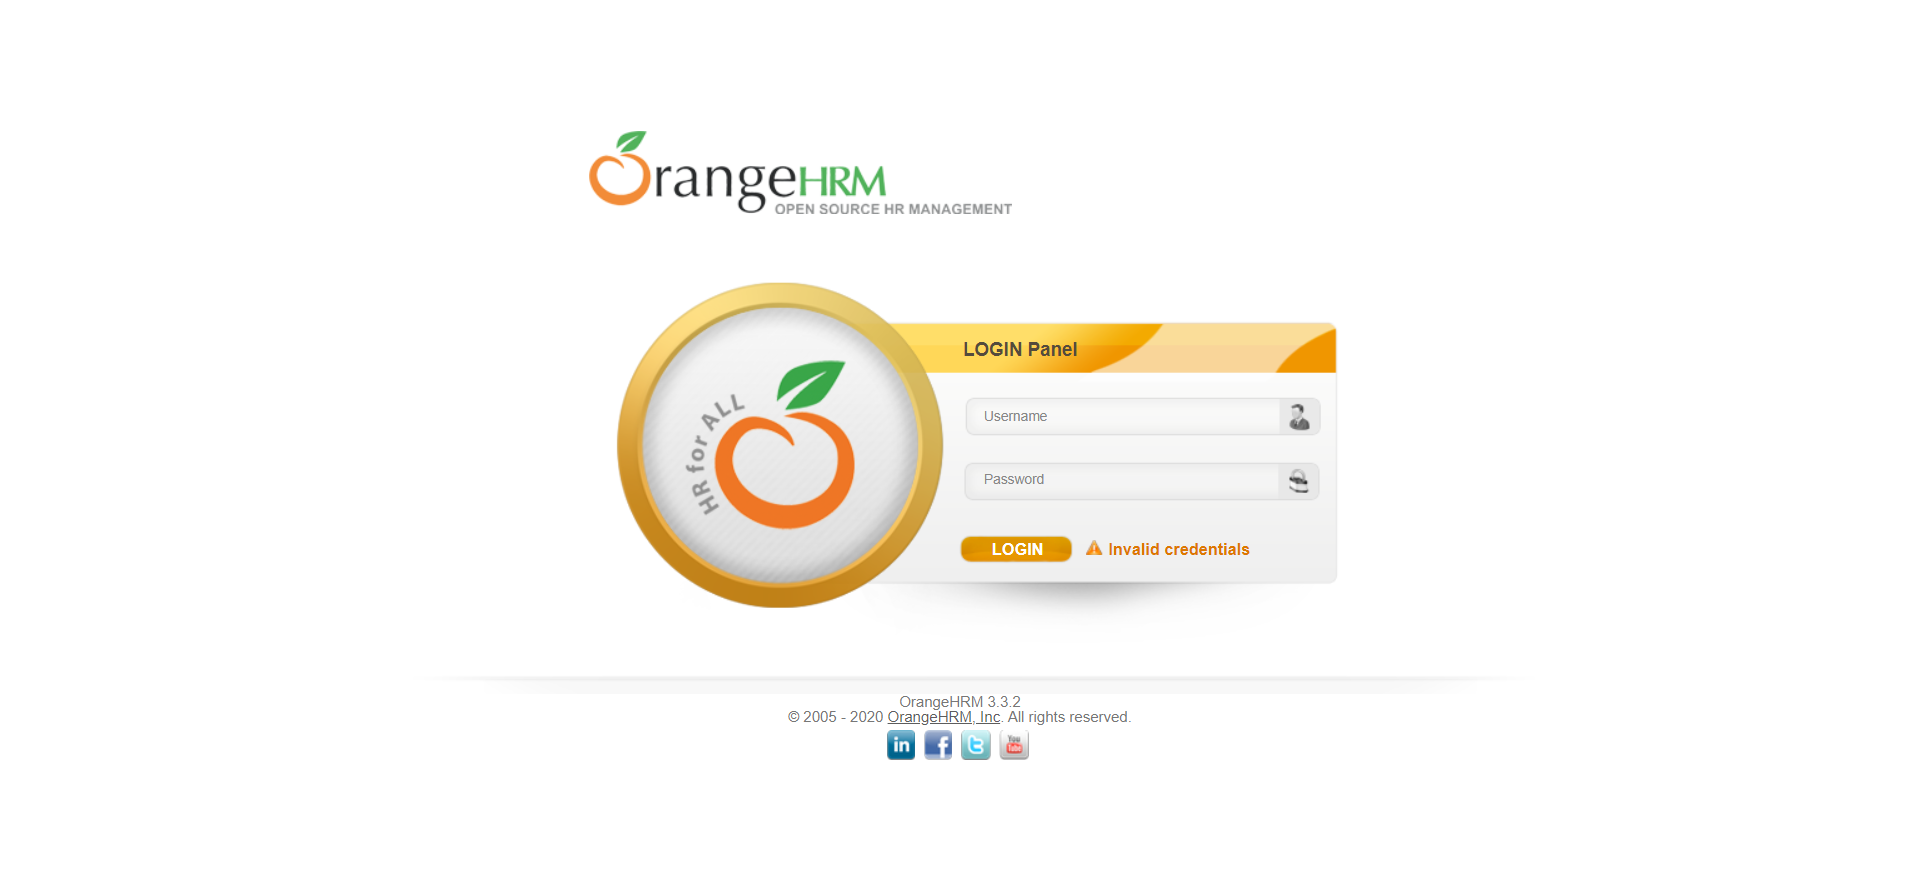 OrangeHRM
OPEN SOURCE HR MANAGEMENT
HR for ALL
LOGIN Panel
Username
Password
LOGIN Invalid credentials
OrangeHRM 3.3.2
© 2005 - 2020 OrangeHRM, Inc. All rights reserved.
in f t You Tube